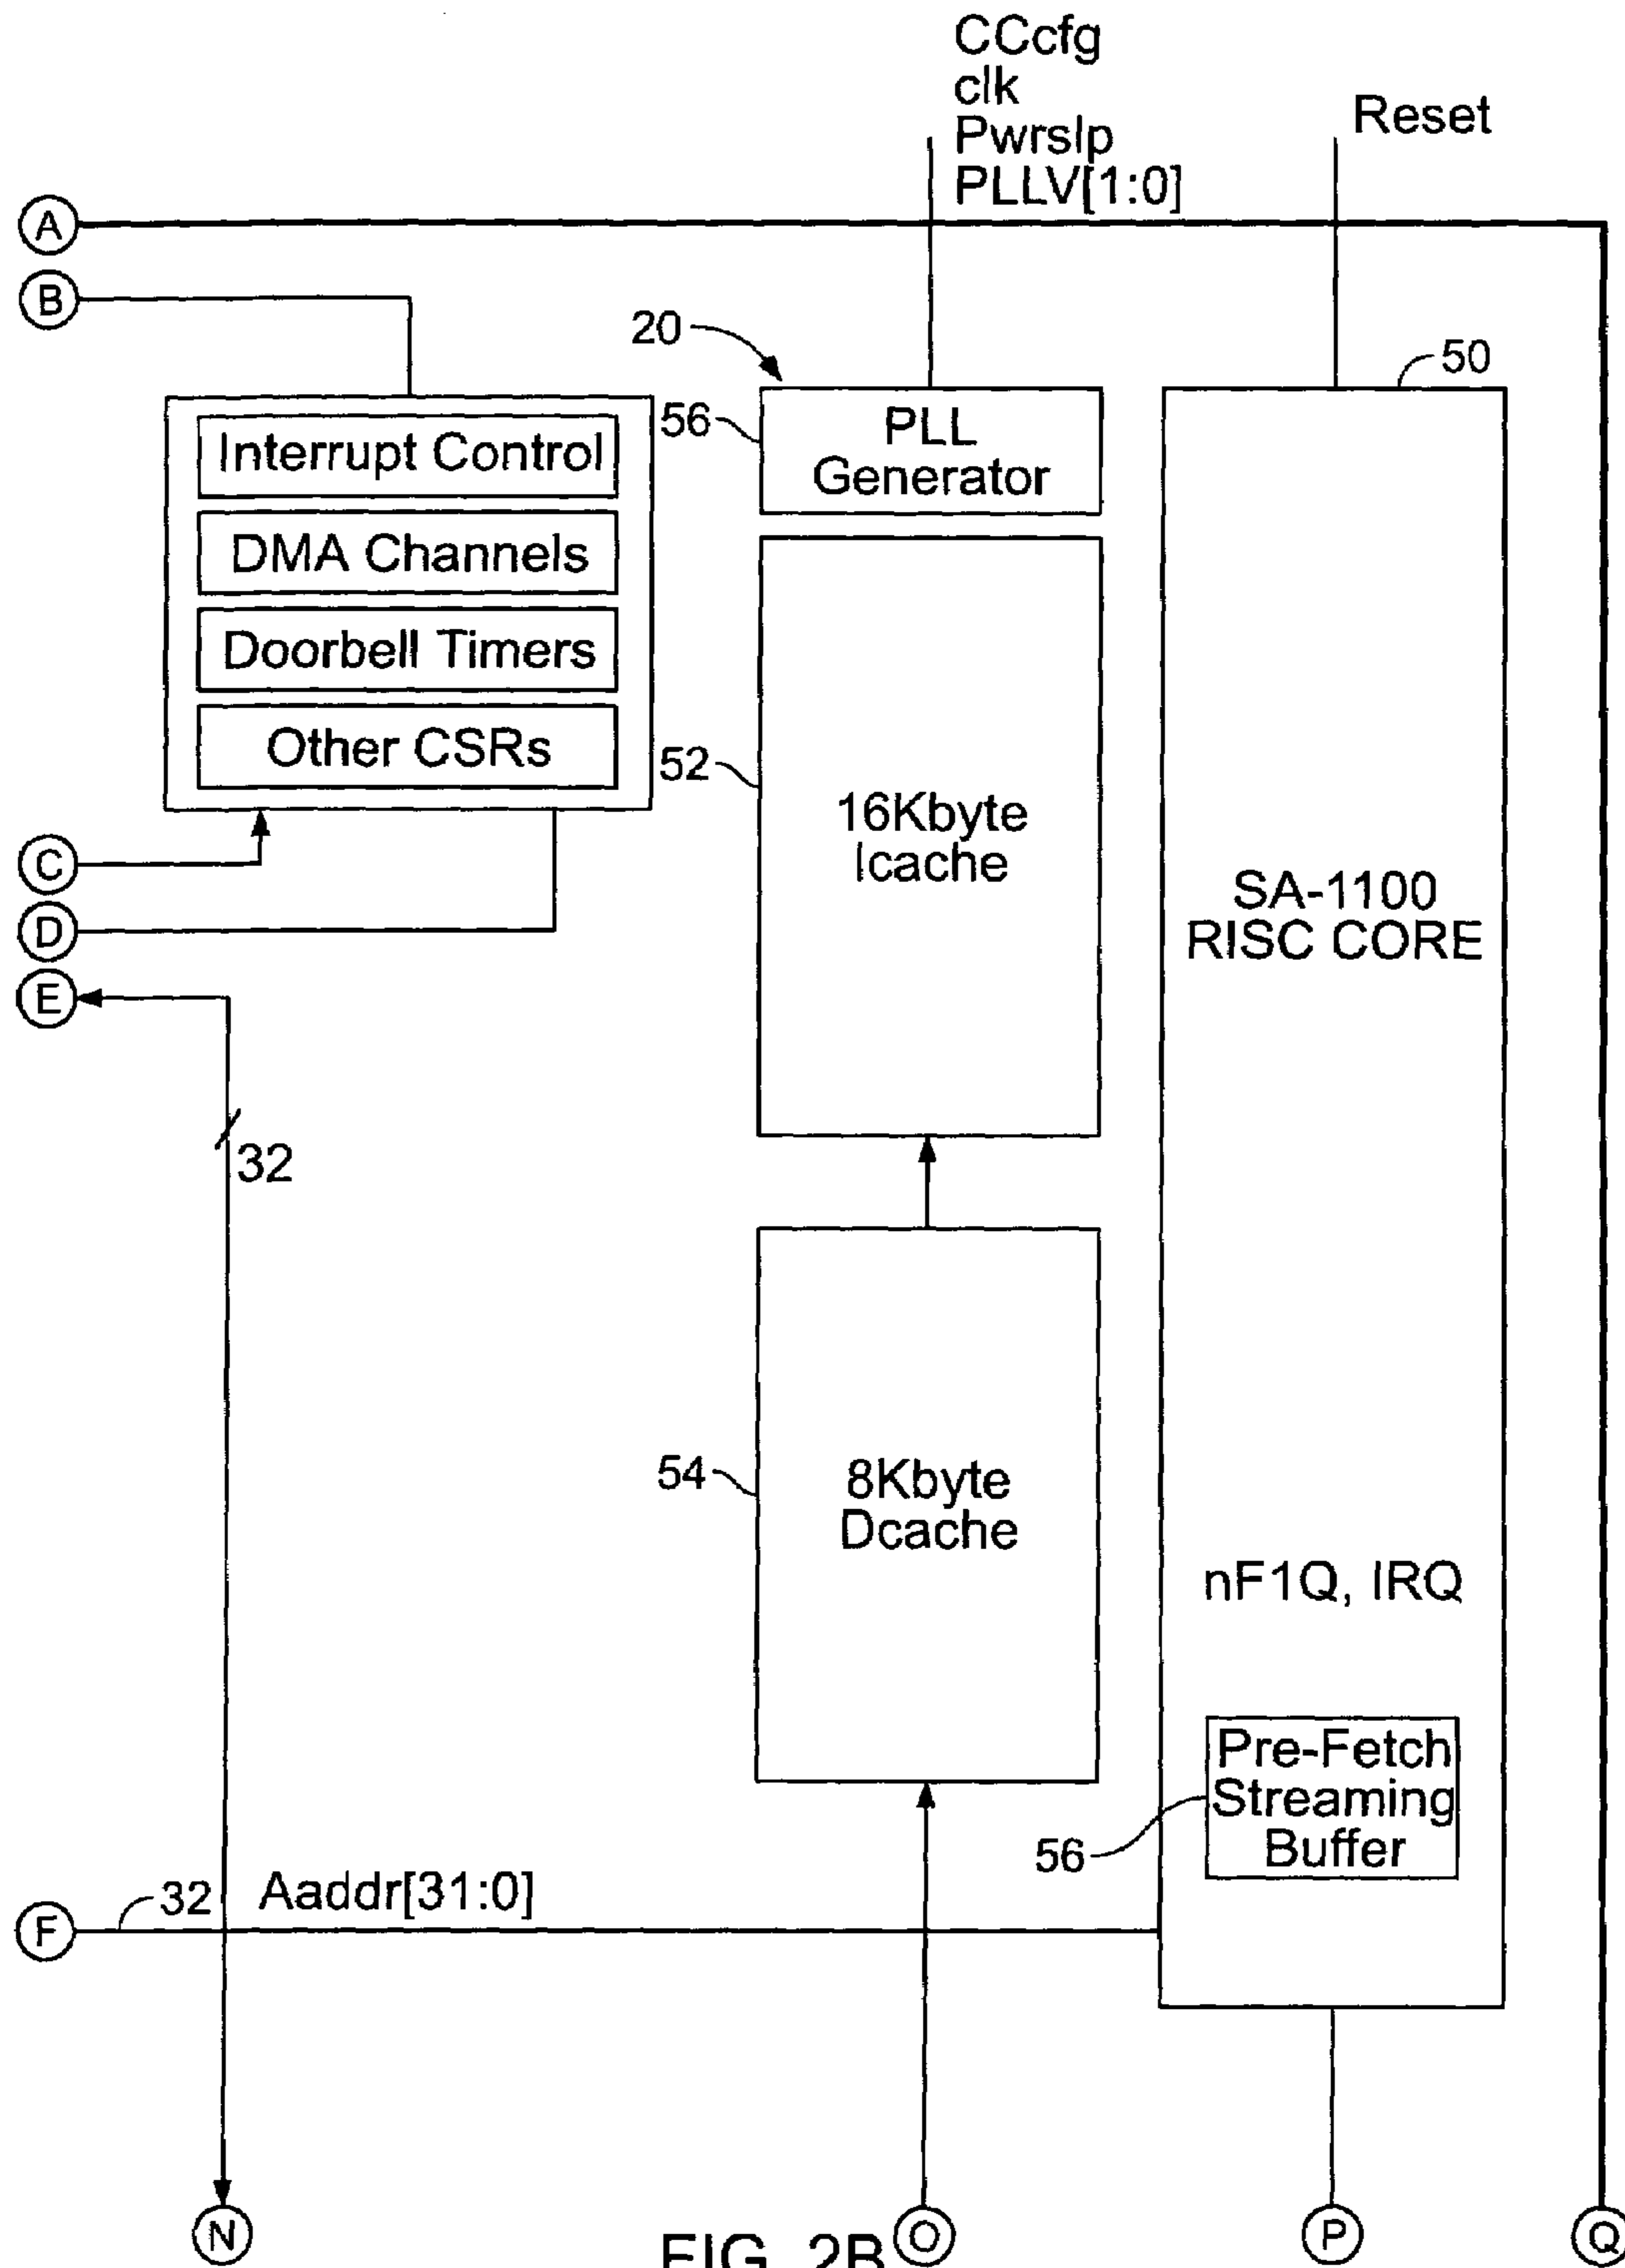 CCcfg
clk
Pwrslp
PLLV[1:0]
Reset
A
B
20
50
56
PLL
Generator
Interrupt Control
DMA Channels
Doorbell Timers
Other CSRs
52
16Kbyte
Icache
SA-1100
RISC CORE
C
D
E
32
54
8Kbyte
Dcache
nF1Q, IRQ
Pre-Fetch
Streaming
Buffer
56
32
Aaddr[31:0]
F
N
O
P
Q
FIG. 2B